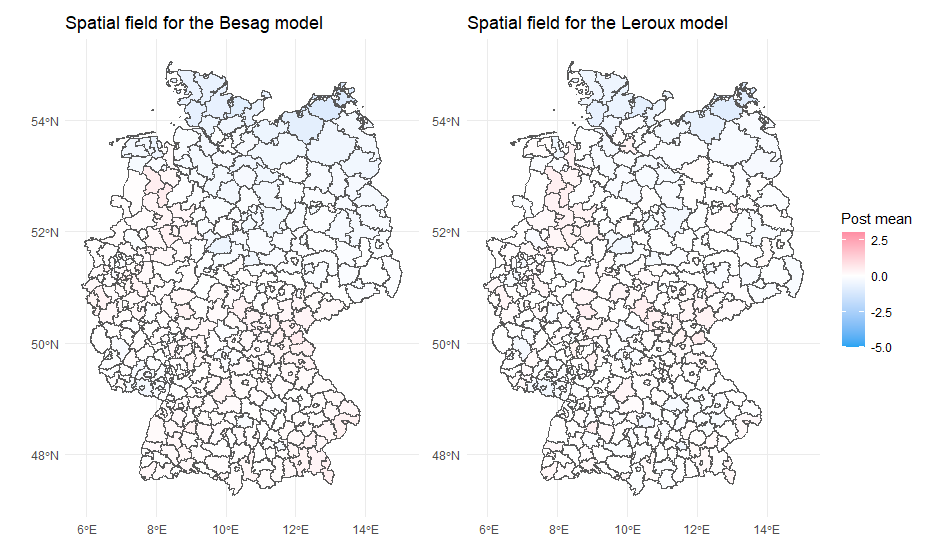 Spatial field for the Besag model
Spatial field for the Leroux model
54°N
52°N
50°N
48°N
6°E 8°E 10°E 12°E 14°E
54°N
52°N
50°N
48°N
6°E 8°E 10°E 12°E 14°E
Post mean
2.5
0.0
-2.5
-5.0